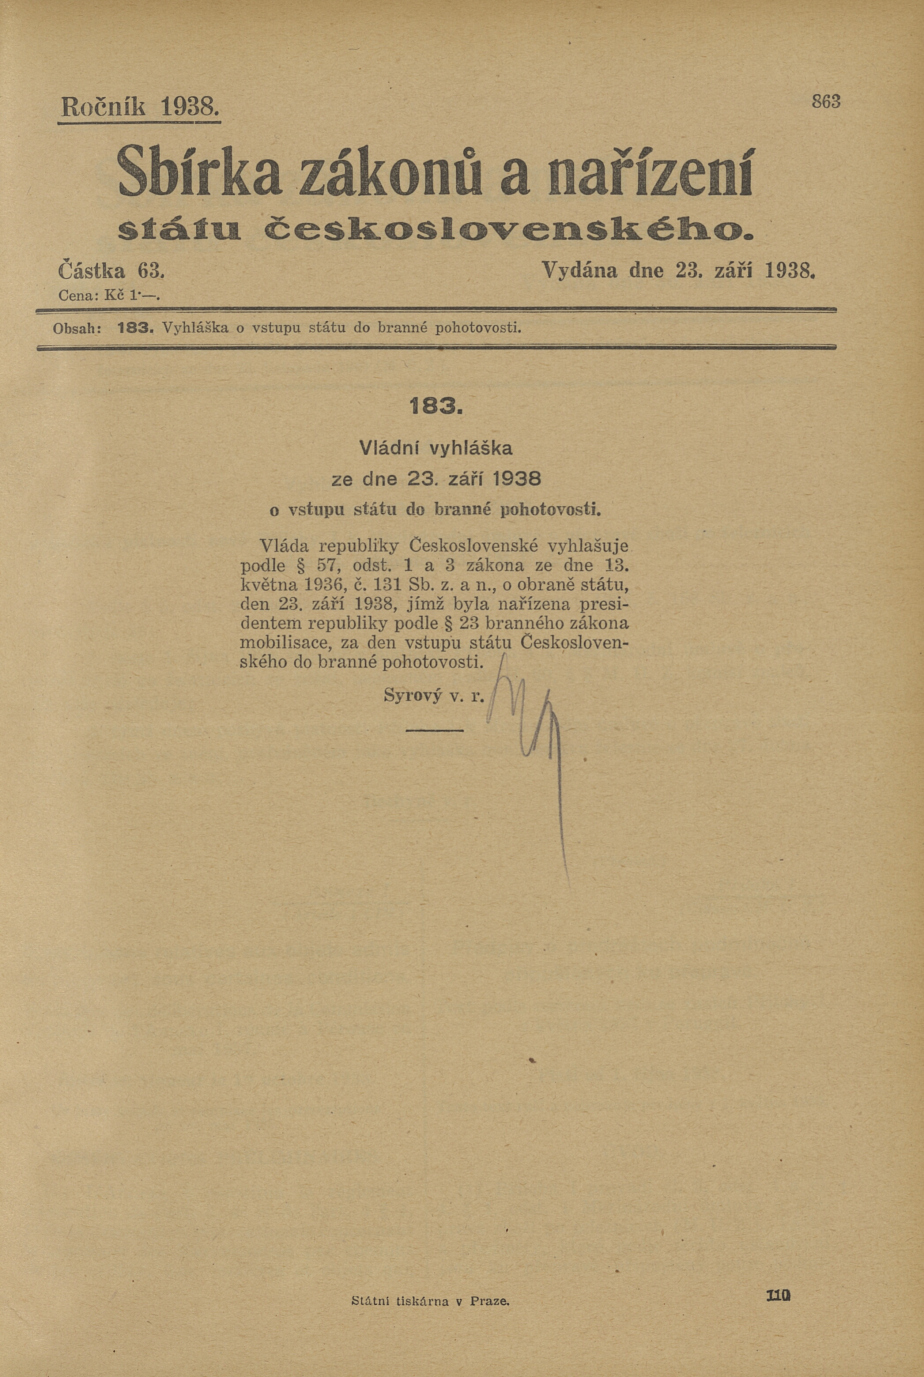 Ročník 1938.
863
Sbírka zákonů a nařízení
státu československého.
Částka 63.
Vydána dne 23. září 1938.
Cena: Kč 1·—.
Obsah: 183. Vyhláška o vstupu státu do branné pohotovosti.
183.
Vládní vyhláška
ze dne 23. září 1938
o vstupu státu do branné pohotovosti.
Vláda republiky Československé vyhlašuje
podle § 57, odst. 1 a 3 zákona ze dne 13.
května 1936, č. 131 Sb. z. a n., o obraně státu,
den 23. září 1938, jímž byla nařízena presi-
dentem republiky podle § 23 branného zákona
mobilisace, za den vstupu státu Českosloven-
ského do branné pohotovosti.
Syrový v. r.
Státní tiskárna v Praze.
110